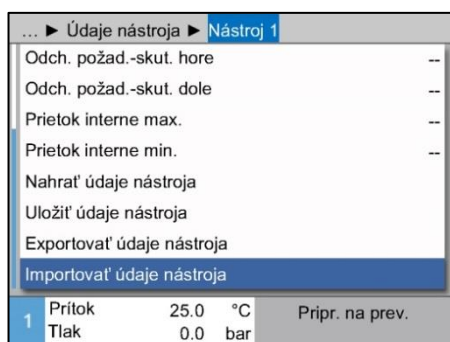 ... ► Údaje nástroja ► Nástroj 1
Odch. požad.-skut. hore --
Odch. požad.-skut. dole --
Prietok interne max. --
Prietok interne min. --
Nahrať údaje nástroja
Uložiť údaje nástroja
Exportovať údaje nástroja
Importovať údaje nástroja
1 Prítok 25.0 °C Pripr. na prev.
Tlak 0.0 bar